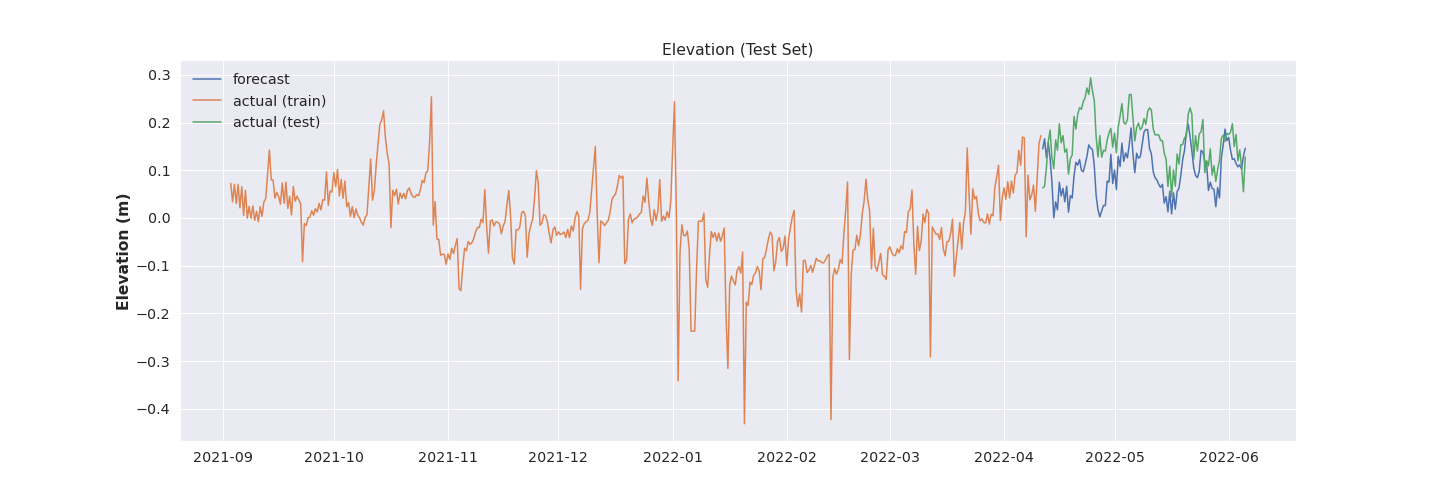 Elevation (Test Set)
forecast
actual (train)
actual (test)
Elevation (m)
0.3
0.2
0.1
0.0
−0.1
−0.2
−0.3
−0.4
2021-09 2021-10 2021-11 2021-12 2022-01 2022-02 2022-03 2022-04 2022-05 2022-06